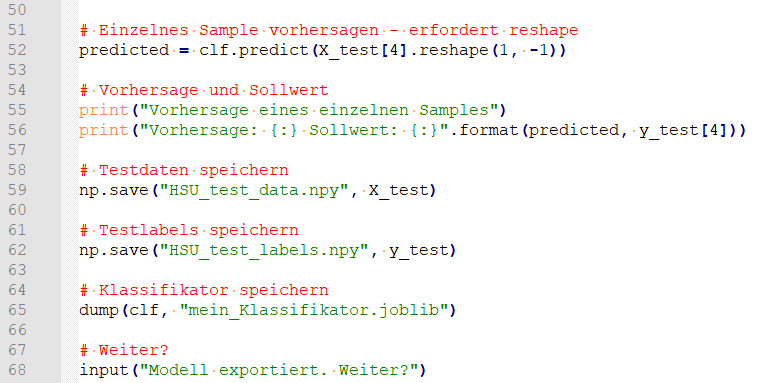 50
51 # Einzelnes Sample vorhersagen - erfordert reshape
52 predicted = clf.predict(X_test[4].reshape(1, -1))
53
54 # Vorhersage und Sollwert
55 print("Vorhersage eines einzelnen Samples")
56 print("Vorhersage: {:} Sollwert: {:}".format(predicted, y_test[4]))
57
58 # Testdaten speichern
59 np.save("HSU_test_data.npy", X_test)
60
61 # Testlabels speichern
62 np.save("HSU_test_labels.npy", y_test)
63
64 # Klassifikator speichern
65 dump(clf, "mein_Klassifikator.joblib")
66
67 # Weiter?
68 input("Modell exportiert. Weiter?")